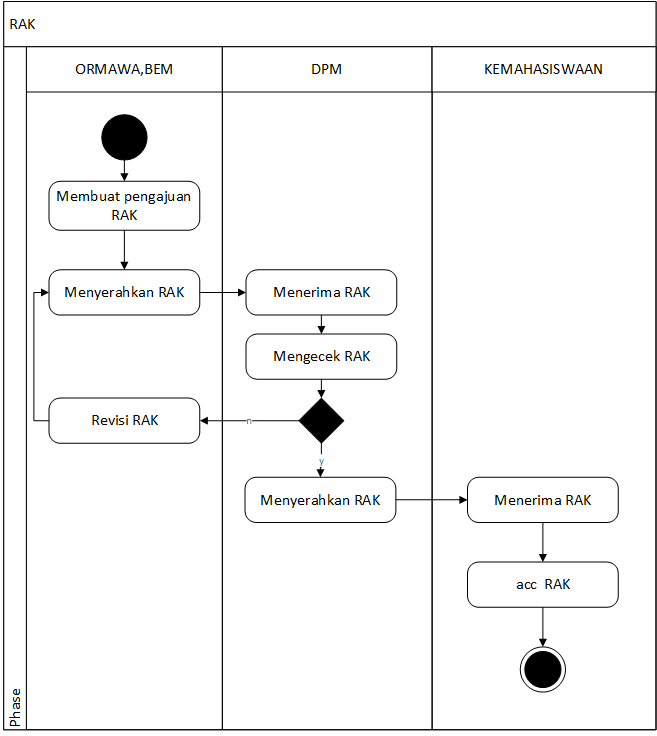 RAK
ORMAWA,BEM
DPM
KEMAHASISWAAN
Membuat pengajuan
RAK
Menyerahkan RAK
Menerima RAK
Mengecek RAK
Revisi RAK
n
y
Menyerahkan RAK
Menerima RAK
acc RAK
Phase